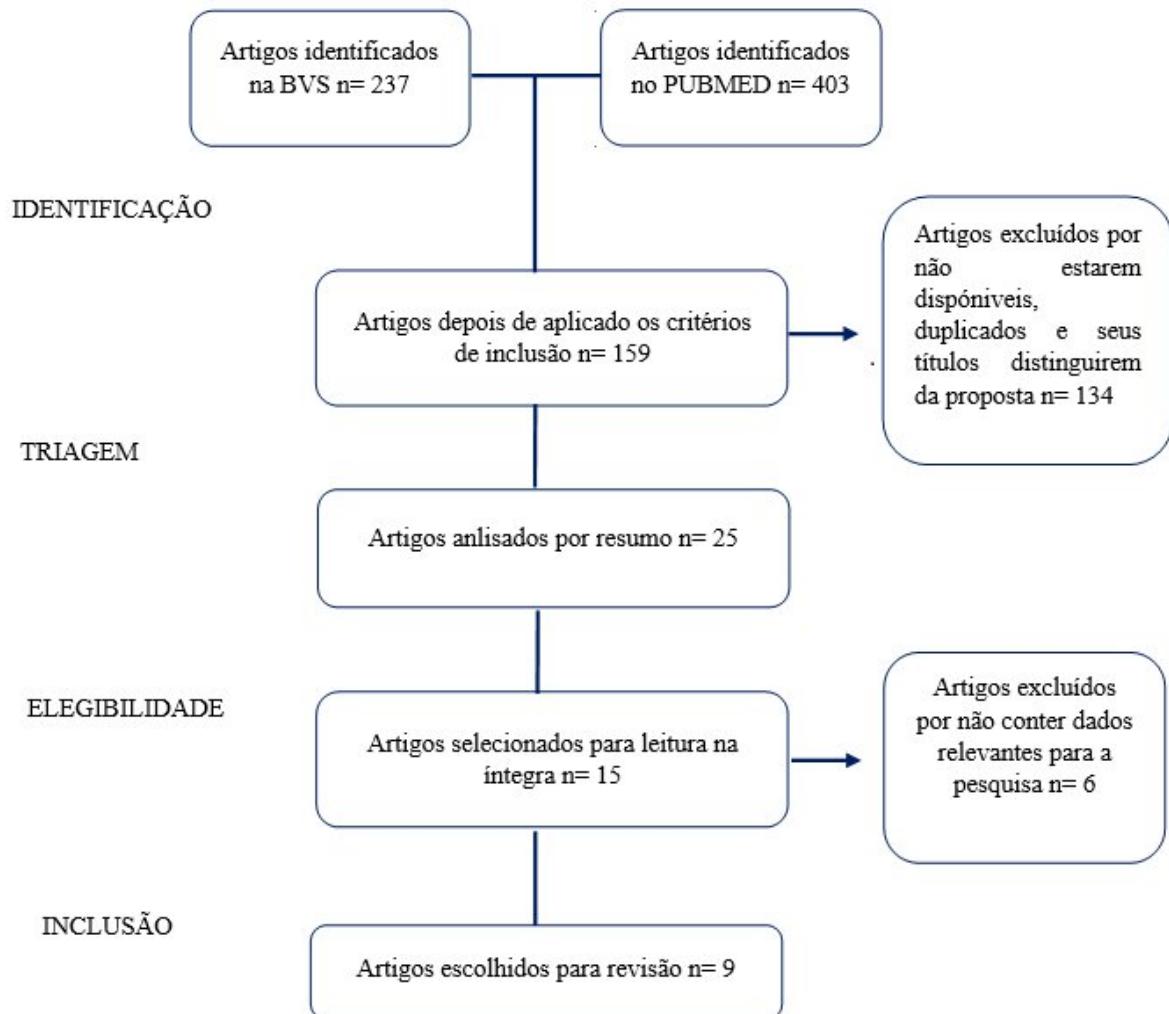 Artigos identificados
na BVS n= 237
Artigos identificados
no PUBMED n= 403
IDENTIFICAÇÃO
Artigos excluídos por
não estarem
dispóniveis,
duplicados e seus
títulos distinguirem
da proposta n= 134
Artigos depois de aplicado os critérios
de inclusão n= 159
TRIAGEM
Artigos anlisados por resumo n= 25
ELEGIBILIDADE
Artigos selecionados para leitura na
íntegra n= 15
Artigos excluídos
por não conter dados
relevantes para a
pesquisa n= 6
INCLUSÃO
Artigos escolhidos para revisão n= 9